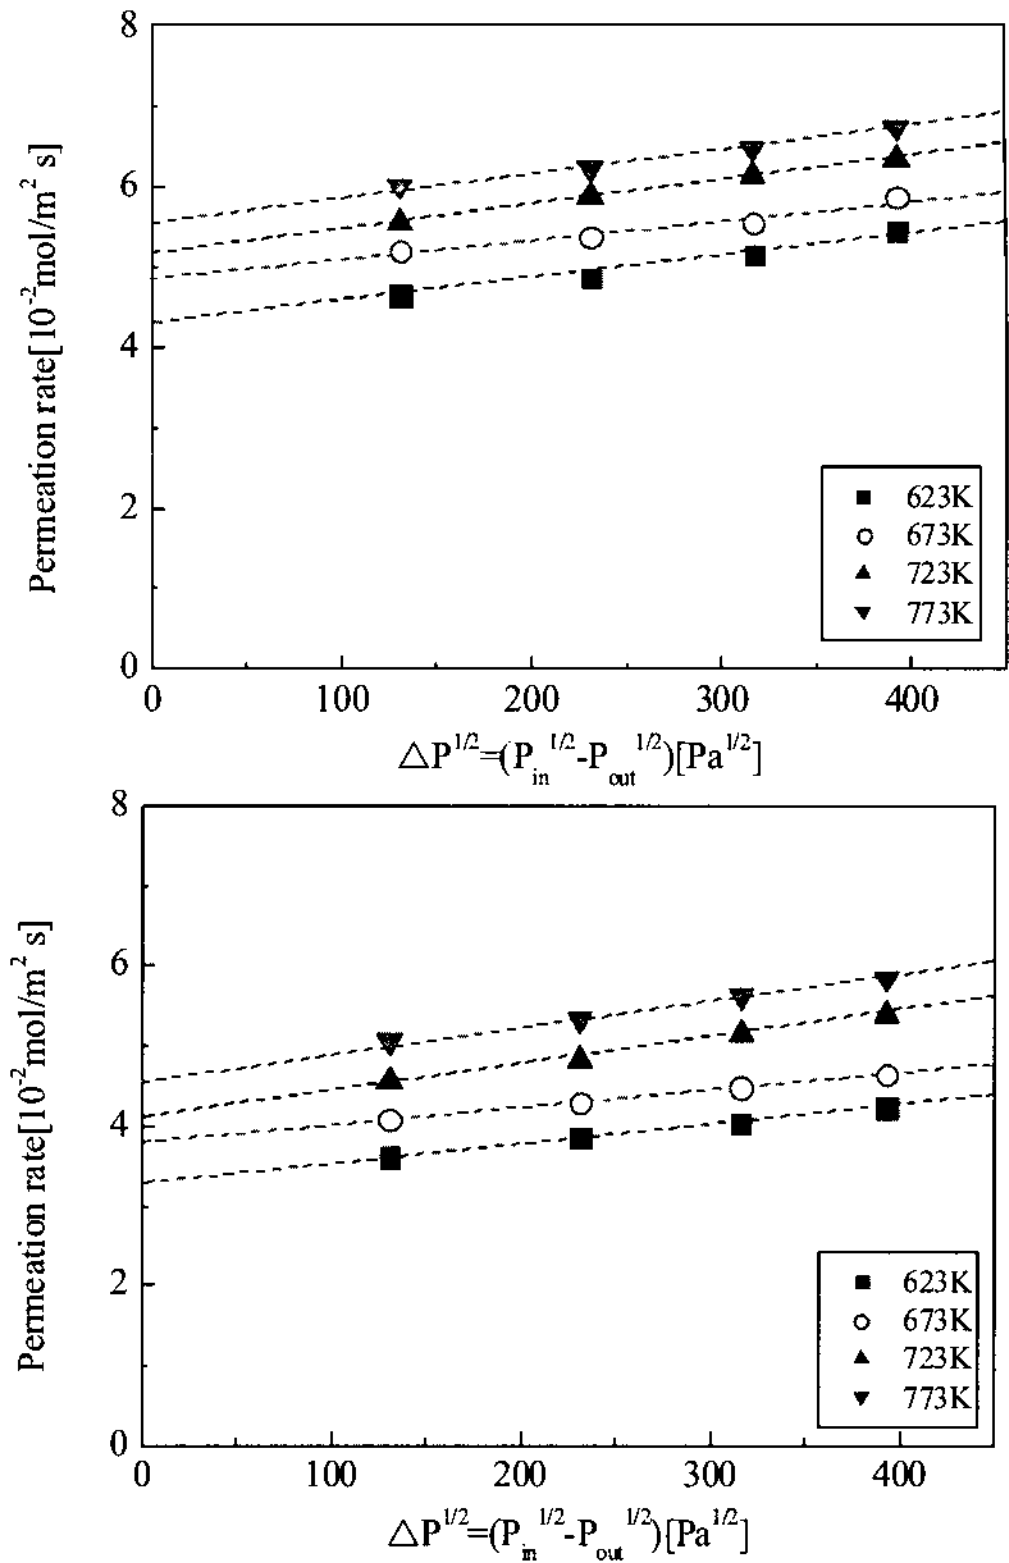 8
6
4
2
0
Permeation rate[10⁻²mol/m² s]
623K
673K
723K
773K
0 100 200 300 400
△P^1/2=(P_in^1/2-P_out^1/2)[Pa^1/2]
8
6
4
2
0
Permeation rate[10⁻²mol/m² s]
623K
673K
723K
773K
0 100 200 300 400
△P^1/2=(P_in^1/2-P_out^1/2)[Pa^1/2]